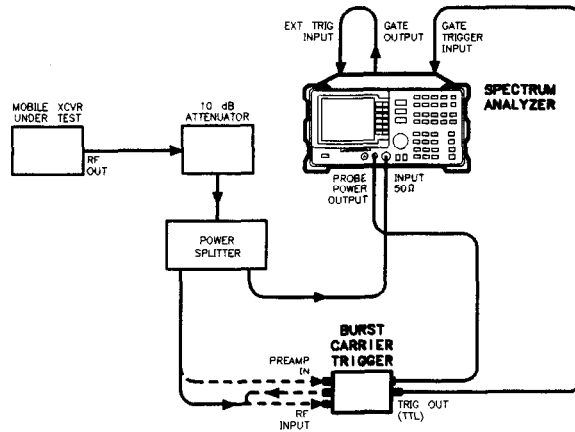 EXT TRIG
INPUT
GATE
OUTPUT
GATE
TRIGGER
INPUT
SPECTRUM
ANALYZER
MOBILE XCVR
UNDER TEST
10 dB
ATTENUATOR
RF
OUT
PROBE
POWER
OUTPUT
INPUT
50Ω
POWER
SPLITTER
BURST
CARRIER
TRIGGER
PREAMP
IN
RF
INPUT
TRIG OUT
(TTL)